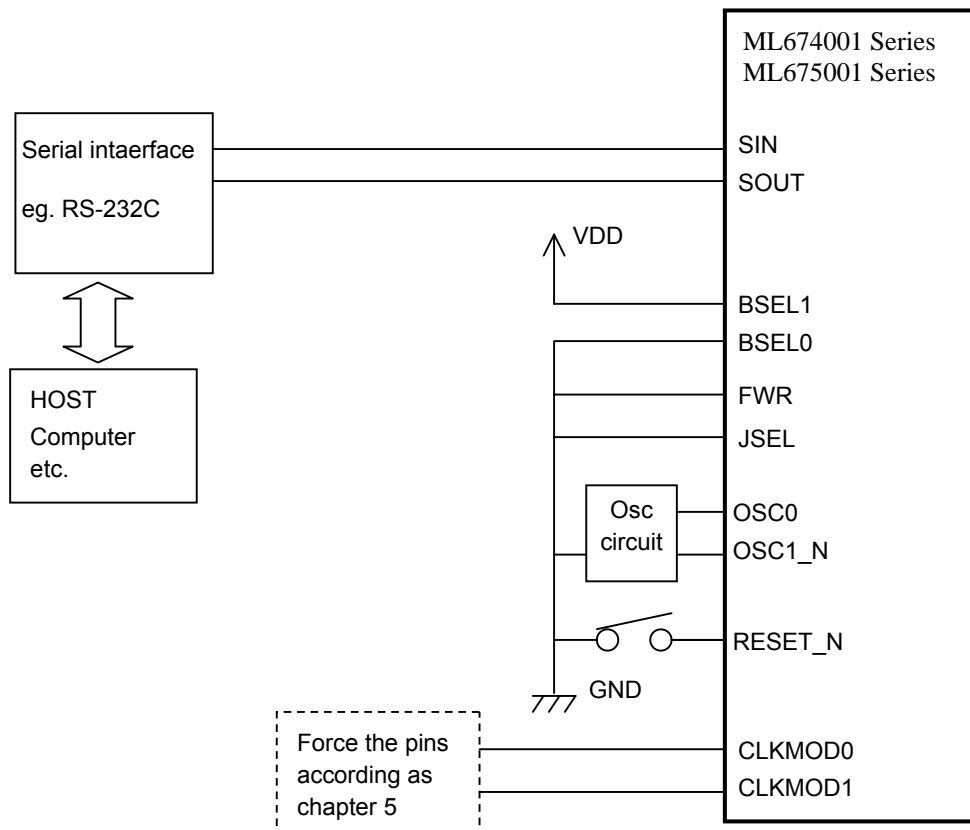 ML674001 Series
ML675001 Series
Serial intaerface
eg. RS-232C
SIN
SOUT
VDD
BSEL1
BSEL0
HOST
Computer
etc.
FWR
JSEL
Osc
circuit
OSC0
OSC1_N
RESET_N
GND
Force the pins
according as
chapter 5
CLKMOD0
CLKMOD1